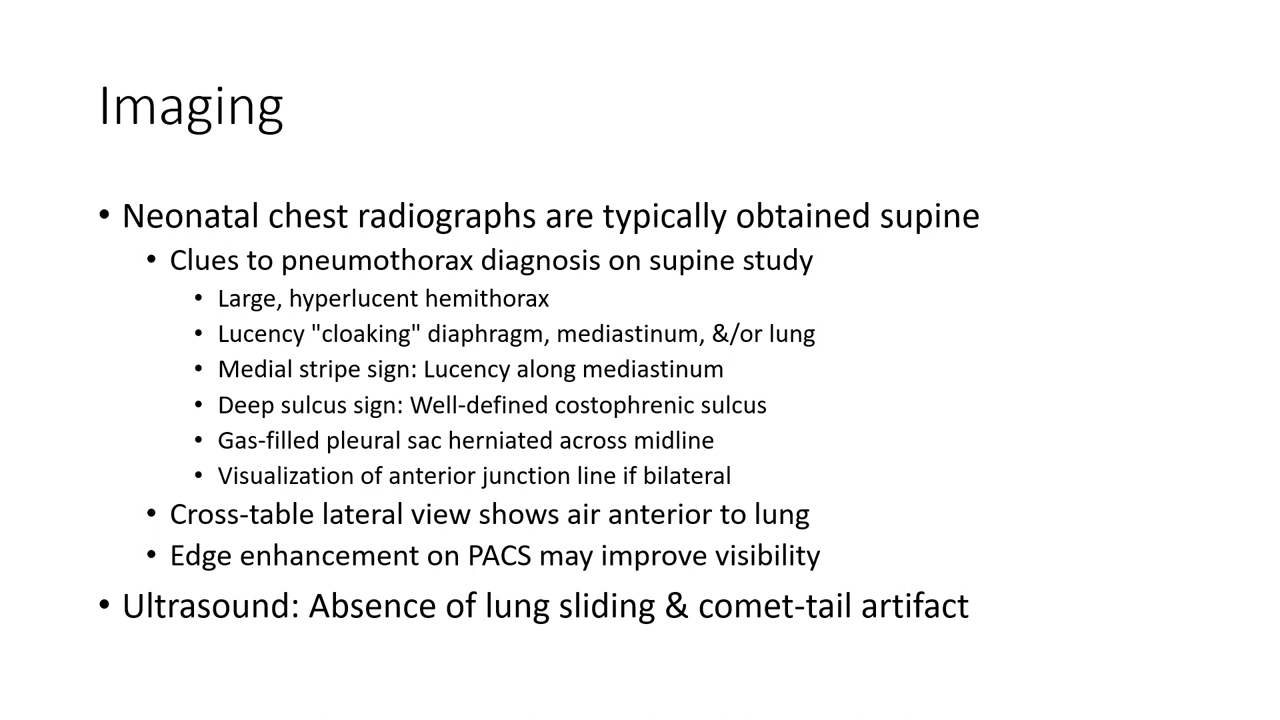 Imaging
• Neonatal chest radiographs are typically obtained supine
• Clues to pneumothorax diagnosis on supine study
• Large, hyperlucent hemithorax
• Lucency "cloaking" diaphragm, mediastinum, &/or lung
• Medial stripe sign: Lucency along mediastinum
• Deep sulcus sign: Well-defined costophrenic sulcus
• Gas-filled pleural sac herniated across midline
• Visualization of anterior junction line if bilateral
• Cross-table lateral view shows air anterior to lung
• Edge enhancement on PACS may improve visibility
• Ultrasound: Absence of lung sliding & comet-tail artifact